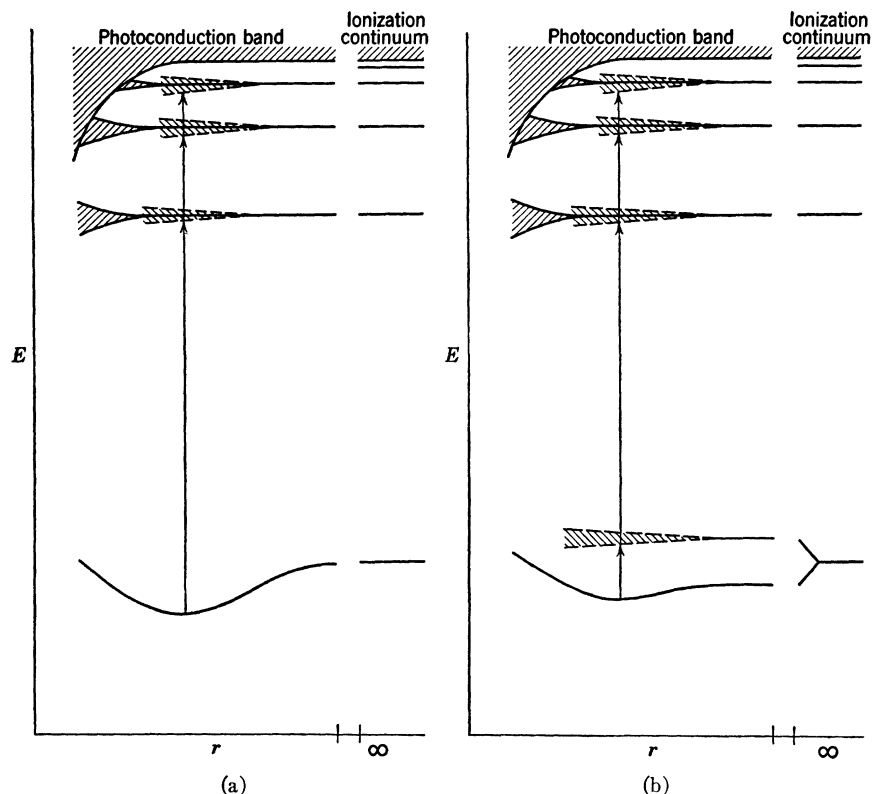 Ionization
Photoconduction band continuum
E
r ∞
(a)
Ionization
Photoconduction band continuum
E
r ∞
(b)